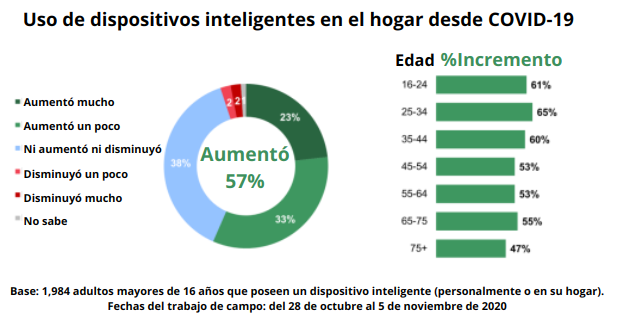 Uso de dispositivos inteligentes en el hogar desde COVID-19
Aumentó mucho
Aumentó un poco
Ni aumentó ni disminuyó
Disminuyó un poco
Disminuyó mucho
No sabe
23%
33%
38%
2
2
1
Aumentó
57%
Edad %Incremento
16-24 61%
25-34 65%
35-44 60%
45-54 53%
55-64 53%
65-75 55%
75+ 47%
Base: 1,984 adultos mayores de 16 años que poseen un dispositivo inteligente (personalmente o en su hogar).
Fechas del trabajo de campo: del 28 de octubre al 5 de noviembre de 2020